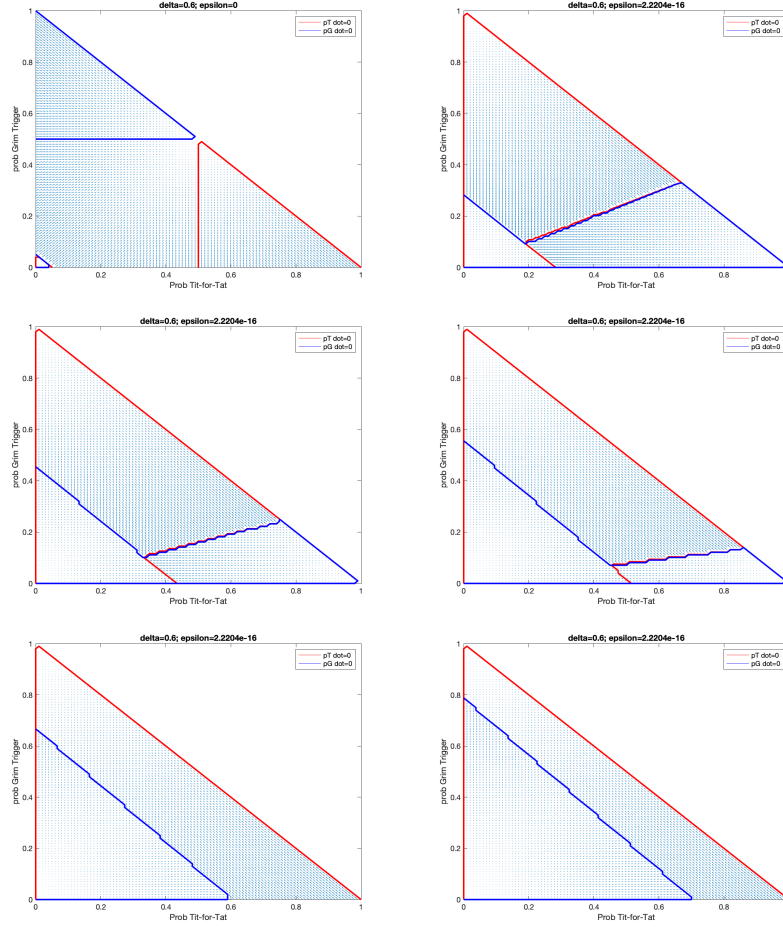 delta=0.6; epsilon=0
pT dot=0
pG dot=0
prob Grim Trigger
1
0.8
0.6
0.4
0.2
0
0 0.2 0.4 0.6 0.8 1
Prob Tit-for-Tat
delta=0.6; epsilon=2.2204e-16
pT dot=0
pG dot=0
prob Grim Trigger
1
0.8
0.6
0.4
0.2
0
0 0.2 0.4 0.6 0.8
Prob Tit-for-Tat
delta=0.6; epsilon=2.2204e-16
pT dot=0
pG dot=0
prob Grim Trigger
1
0.8
0.6
0.4
0.2
0
0 0.2 0.4 0.6 0.8 1
Prob Tit-for-Tat
delta=0.6; epsilon=2.2204e-16
pT dot=0
pG dot=0
prob Grim Trigger
1
0.8
0.6
0.4
0.2
0
0 0.2 0.4 0.6 0.8
Prob Tit-for-Tat
delta=0.6; epsilon=2.2204e-16
pT dot=0
pG dot=0
prob Grim Trigger
1
0.8
0.6
0.4
0.2
0
0 0.2 0.4 0.6 0.8 1
Prob Tit-for-Tat
delta=0.6; epsilon=2.2204e-16
pT dot=0
pG dot=0
prob Grim Trigger
1
0.8
0.6
0.4
0.2
0
0 0.2 0.4 0.6 0.8
Prob Tit-for-Tat